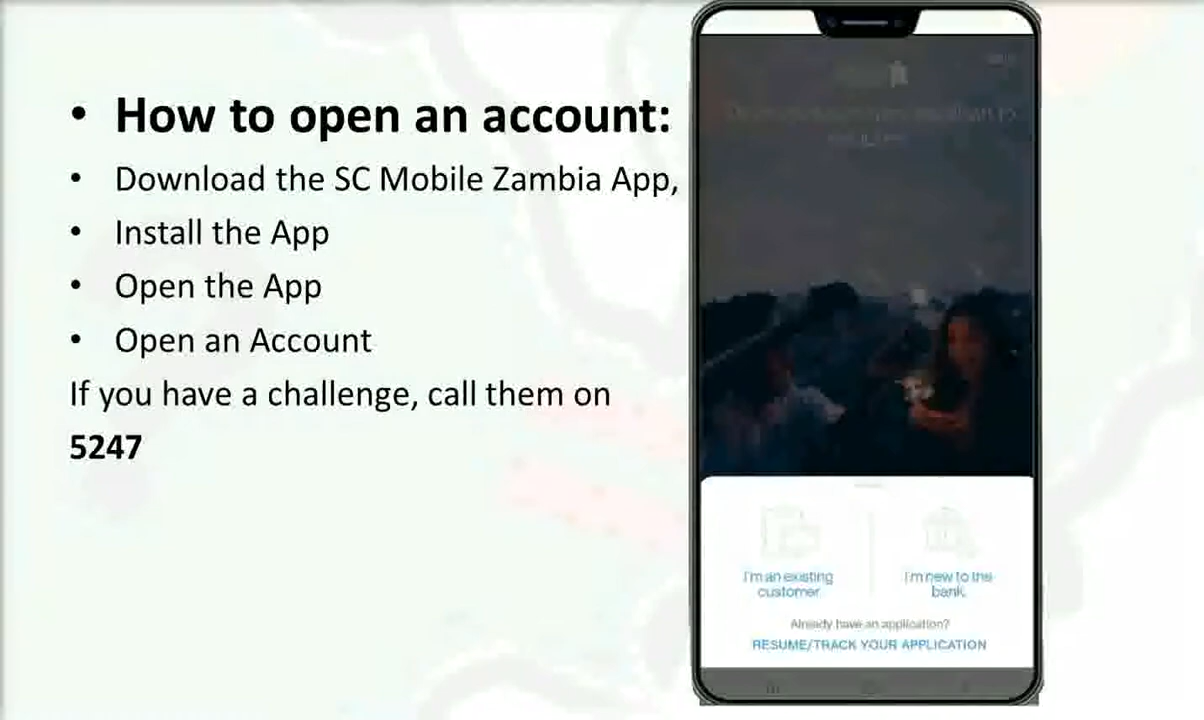 • How to open an account:
• Download the SC Mobile Zambia App,
• Install the App
• Open the App
• Open an Account
If you have a challenge, call them on
5247
I'm an existing
customer
I'm new to the
bank.
Already have an application?
RESUME/TRACK YOUR APPLICATION